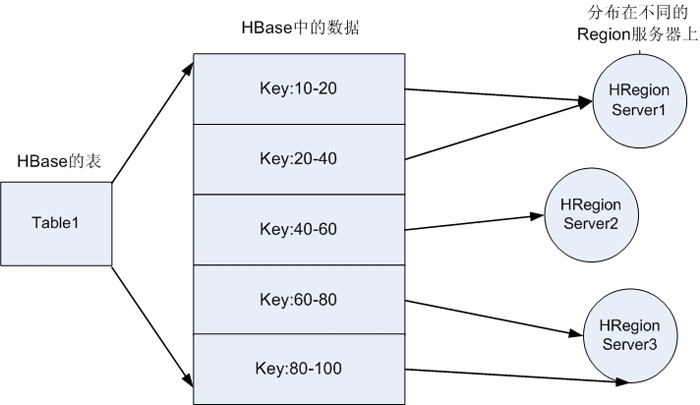 HBase中的数据
分布在不同的
Region服务器上
HBase的表
Table1
Key:10-20
Key:20-40
Key:40-60
Key:60-80
Key:80-100
HRegion
Server1
HRegion
Server2
HRegion
Server3